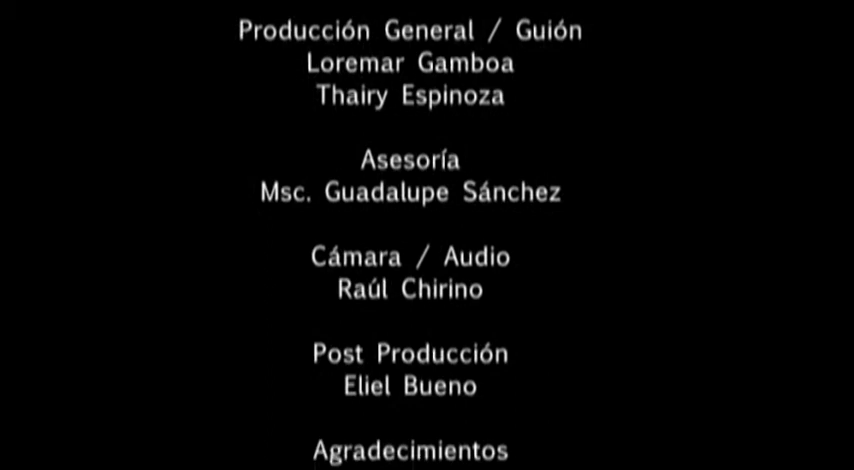 Producción General / Guión
Loremar Gamboa
Thairy Espinoza
Asesoría
Msc. Guadalupe Sánchez
Cámara / Audio
Raúl Chirino
Post Producción
Eliel Bueno
Agradecimientos